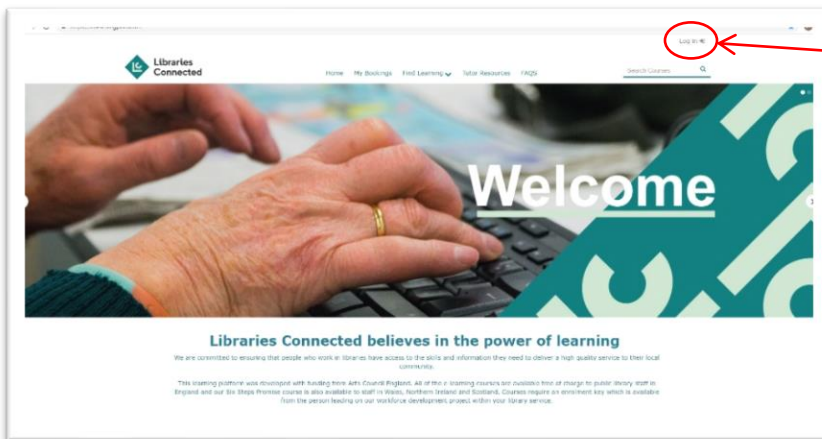 Log In
Libraries
Connected
Home My Bookings Find Learning Tutor Resources FAQS
Search Courses
Welcome
Libraries Connected believes in the power of learning
We are committed to ensuring that people who work in libraries have access to the skills and information they need to deliver a high quality service to their local
community.
This learning platform was developed with funding from Arts Council England. All of the e-learning courses are available free of charge to public library staff in
England and our Six Steps Promise course is also available to staff in Wales, Northern Ireland and Scotland. Courses require an enrolment key which is available
from the person leading on our workforce development project within your library service.